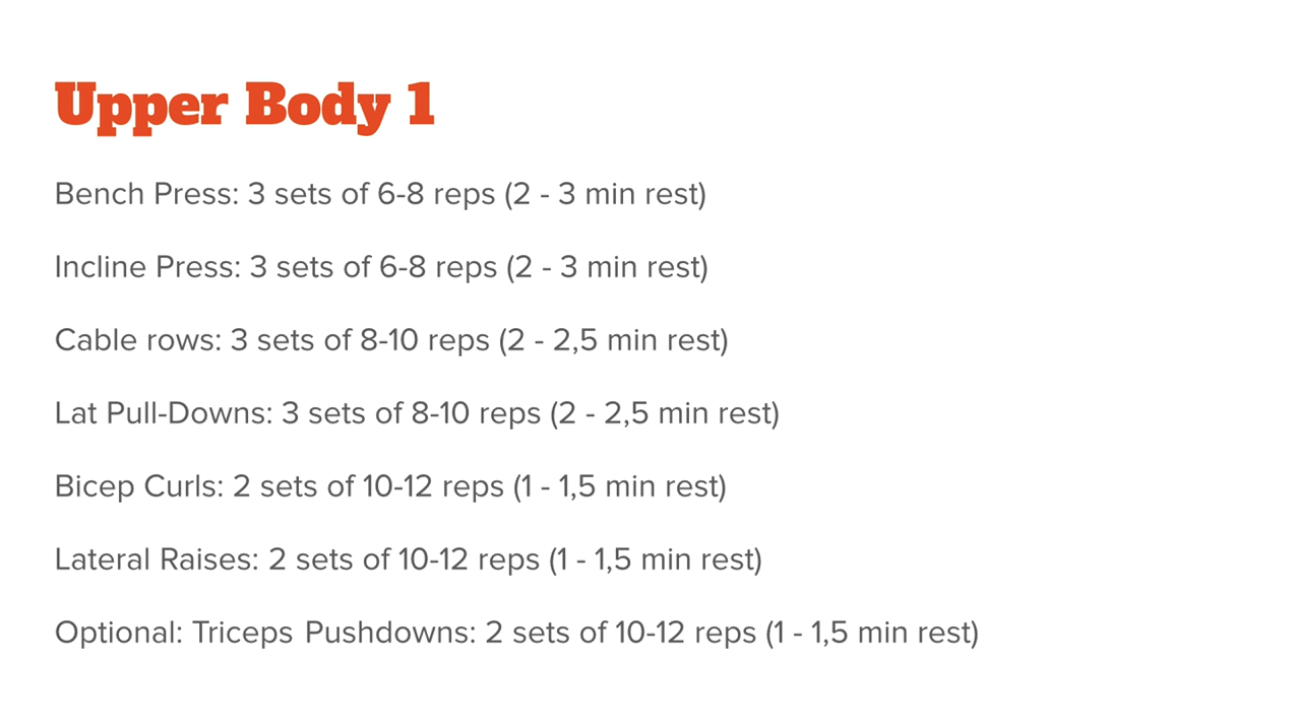 Upper Body 1
Bench Press: 3 sets of 6-8 reps (2 - 3 min rest)
Incline Press: 3 sets of 6-8 reps (2 - 3 min rest)
Cable rows: 3 sets of 8-10 reps (2 - 2,5 min rest)
Lat Pull-Downs: 3 sets of 8-10 reps (2 - 2,5 min rest)
Bicep Curls: 2 sets of 10-12 reps (1 - 1,5 min rest)
Lateral Raises: 2 sets of 10-12 reps (1 - 1,5 min rest)
Optional: Triceps Pushdowns: 2 sets of 10-12 reps (1 - 1,5 min rest)